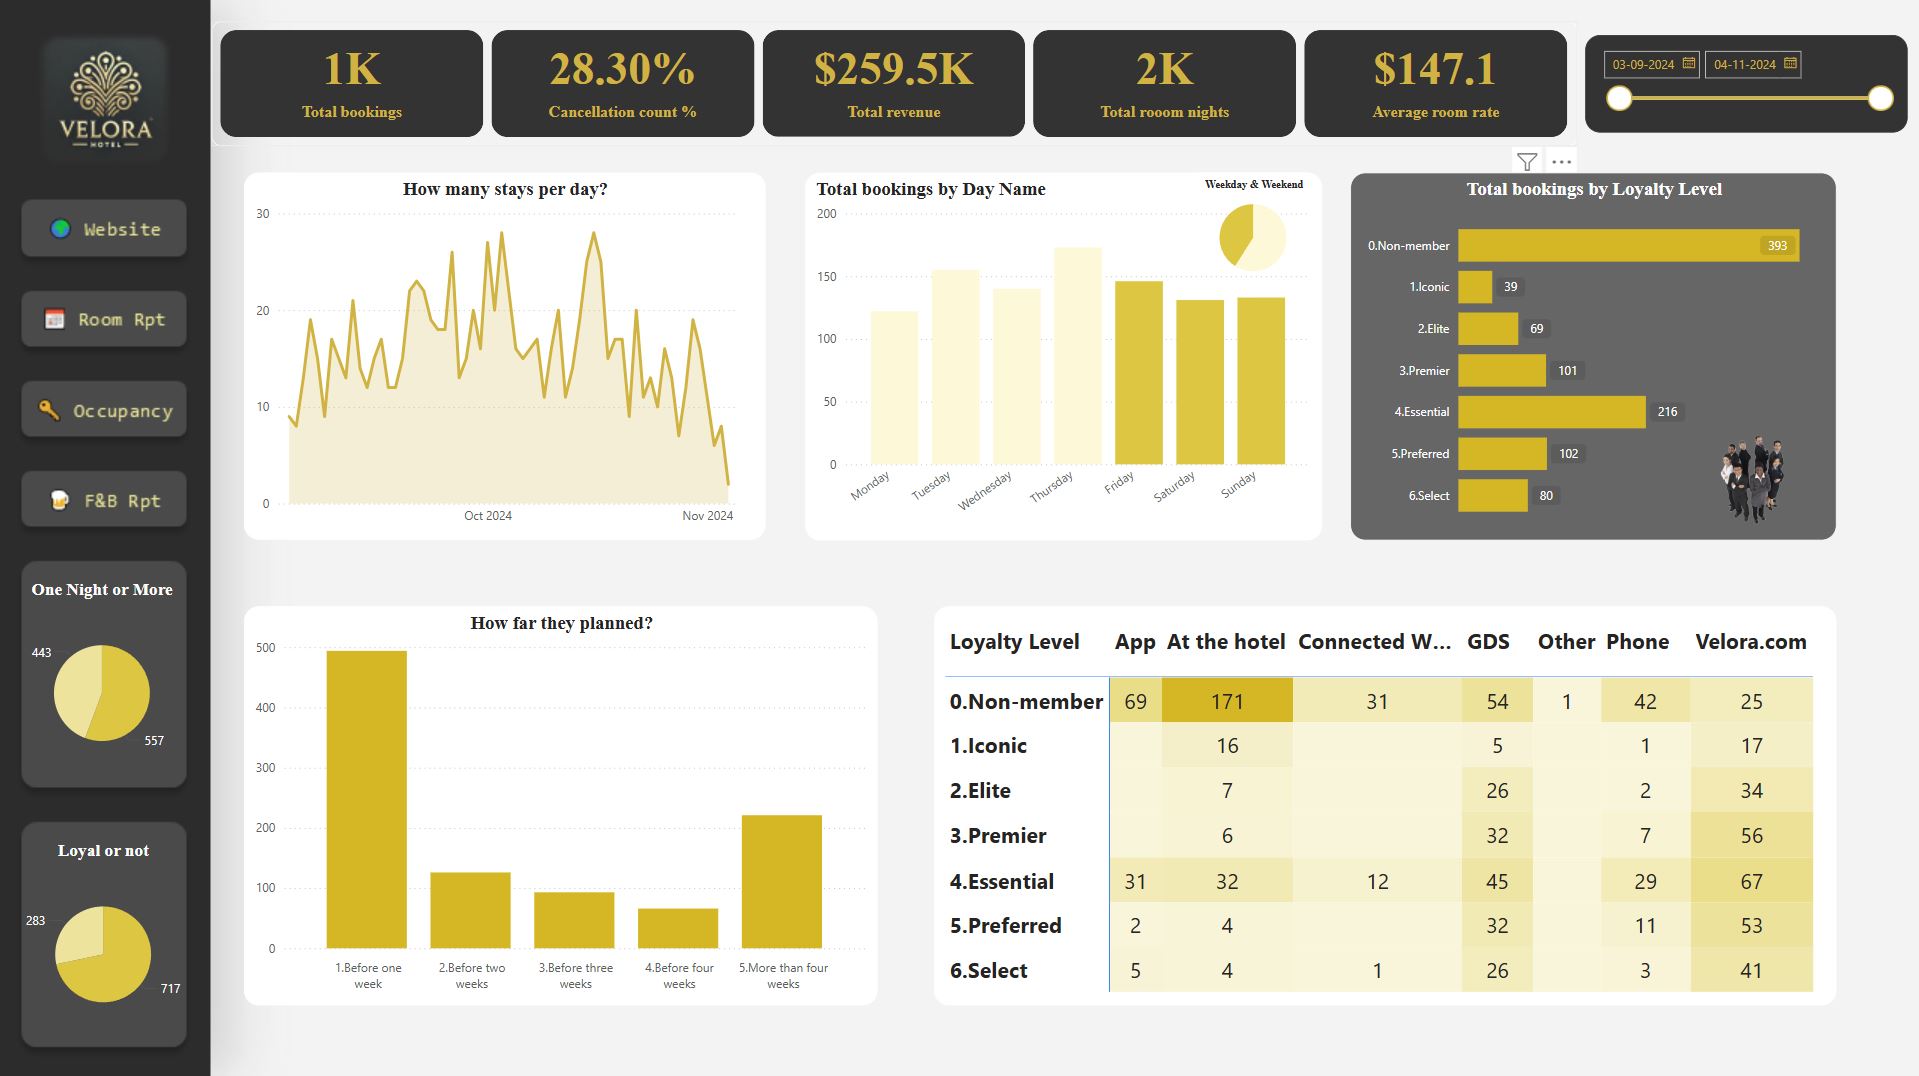 VELORA
HOTEL
Website
Room Rpt
Occupancy
F&B Rpt
One Night or More
443
557
Loyal or not
283
717
1K
Total bookings
28.30%
Cancellation count %
$259.5K
Total revenue
2K
Total rooom nights
$147.1
Average room rate
03-09-2024
04-11-2024
How many stays per day?
30
20
10
0
Oct 2024
Nov 2024
Total bookings by Day Name
Weekday & Weekend
200
150
100
50
0
Monday
Tuesday
Wednesday
Thursday
Friday
Saturday
Sunday
Total bookings by Loyalty Level
0.Non-member 393
1.Iconic 39
2.Elite 69
3.Premier 101
4.Essential 216
5.Preferred 102
6.Select 80
How far they planned?
500
400
300
200
100
0
1.Before one
week
2.Before two
weeks
3.Before three
weeks
4.Before four
weeks
5.More than four
weeks
Loyalty Level App At the hotel Connected W... GDS Other Phone Velora.com
0.Non-member 69 171 31 54 1 42 25
1.Iconic 16 5 1 17
2.Elite 7 26 2 34
3.Premier 6 32 7 56
4.Essential 31 32 12 45 29 67
5.Preferred 2 4 32 11 53
6.Select 5 4 1 26 3 41